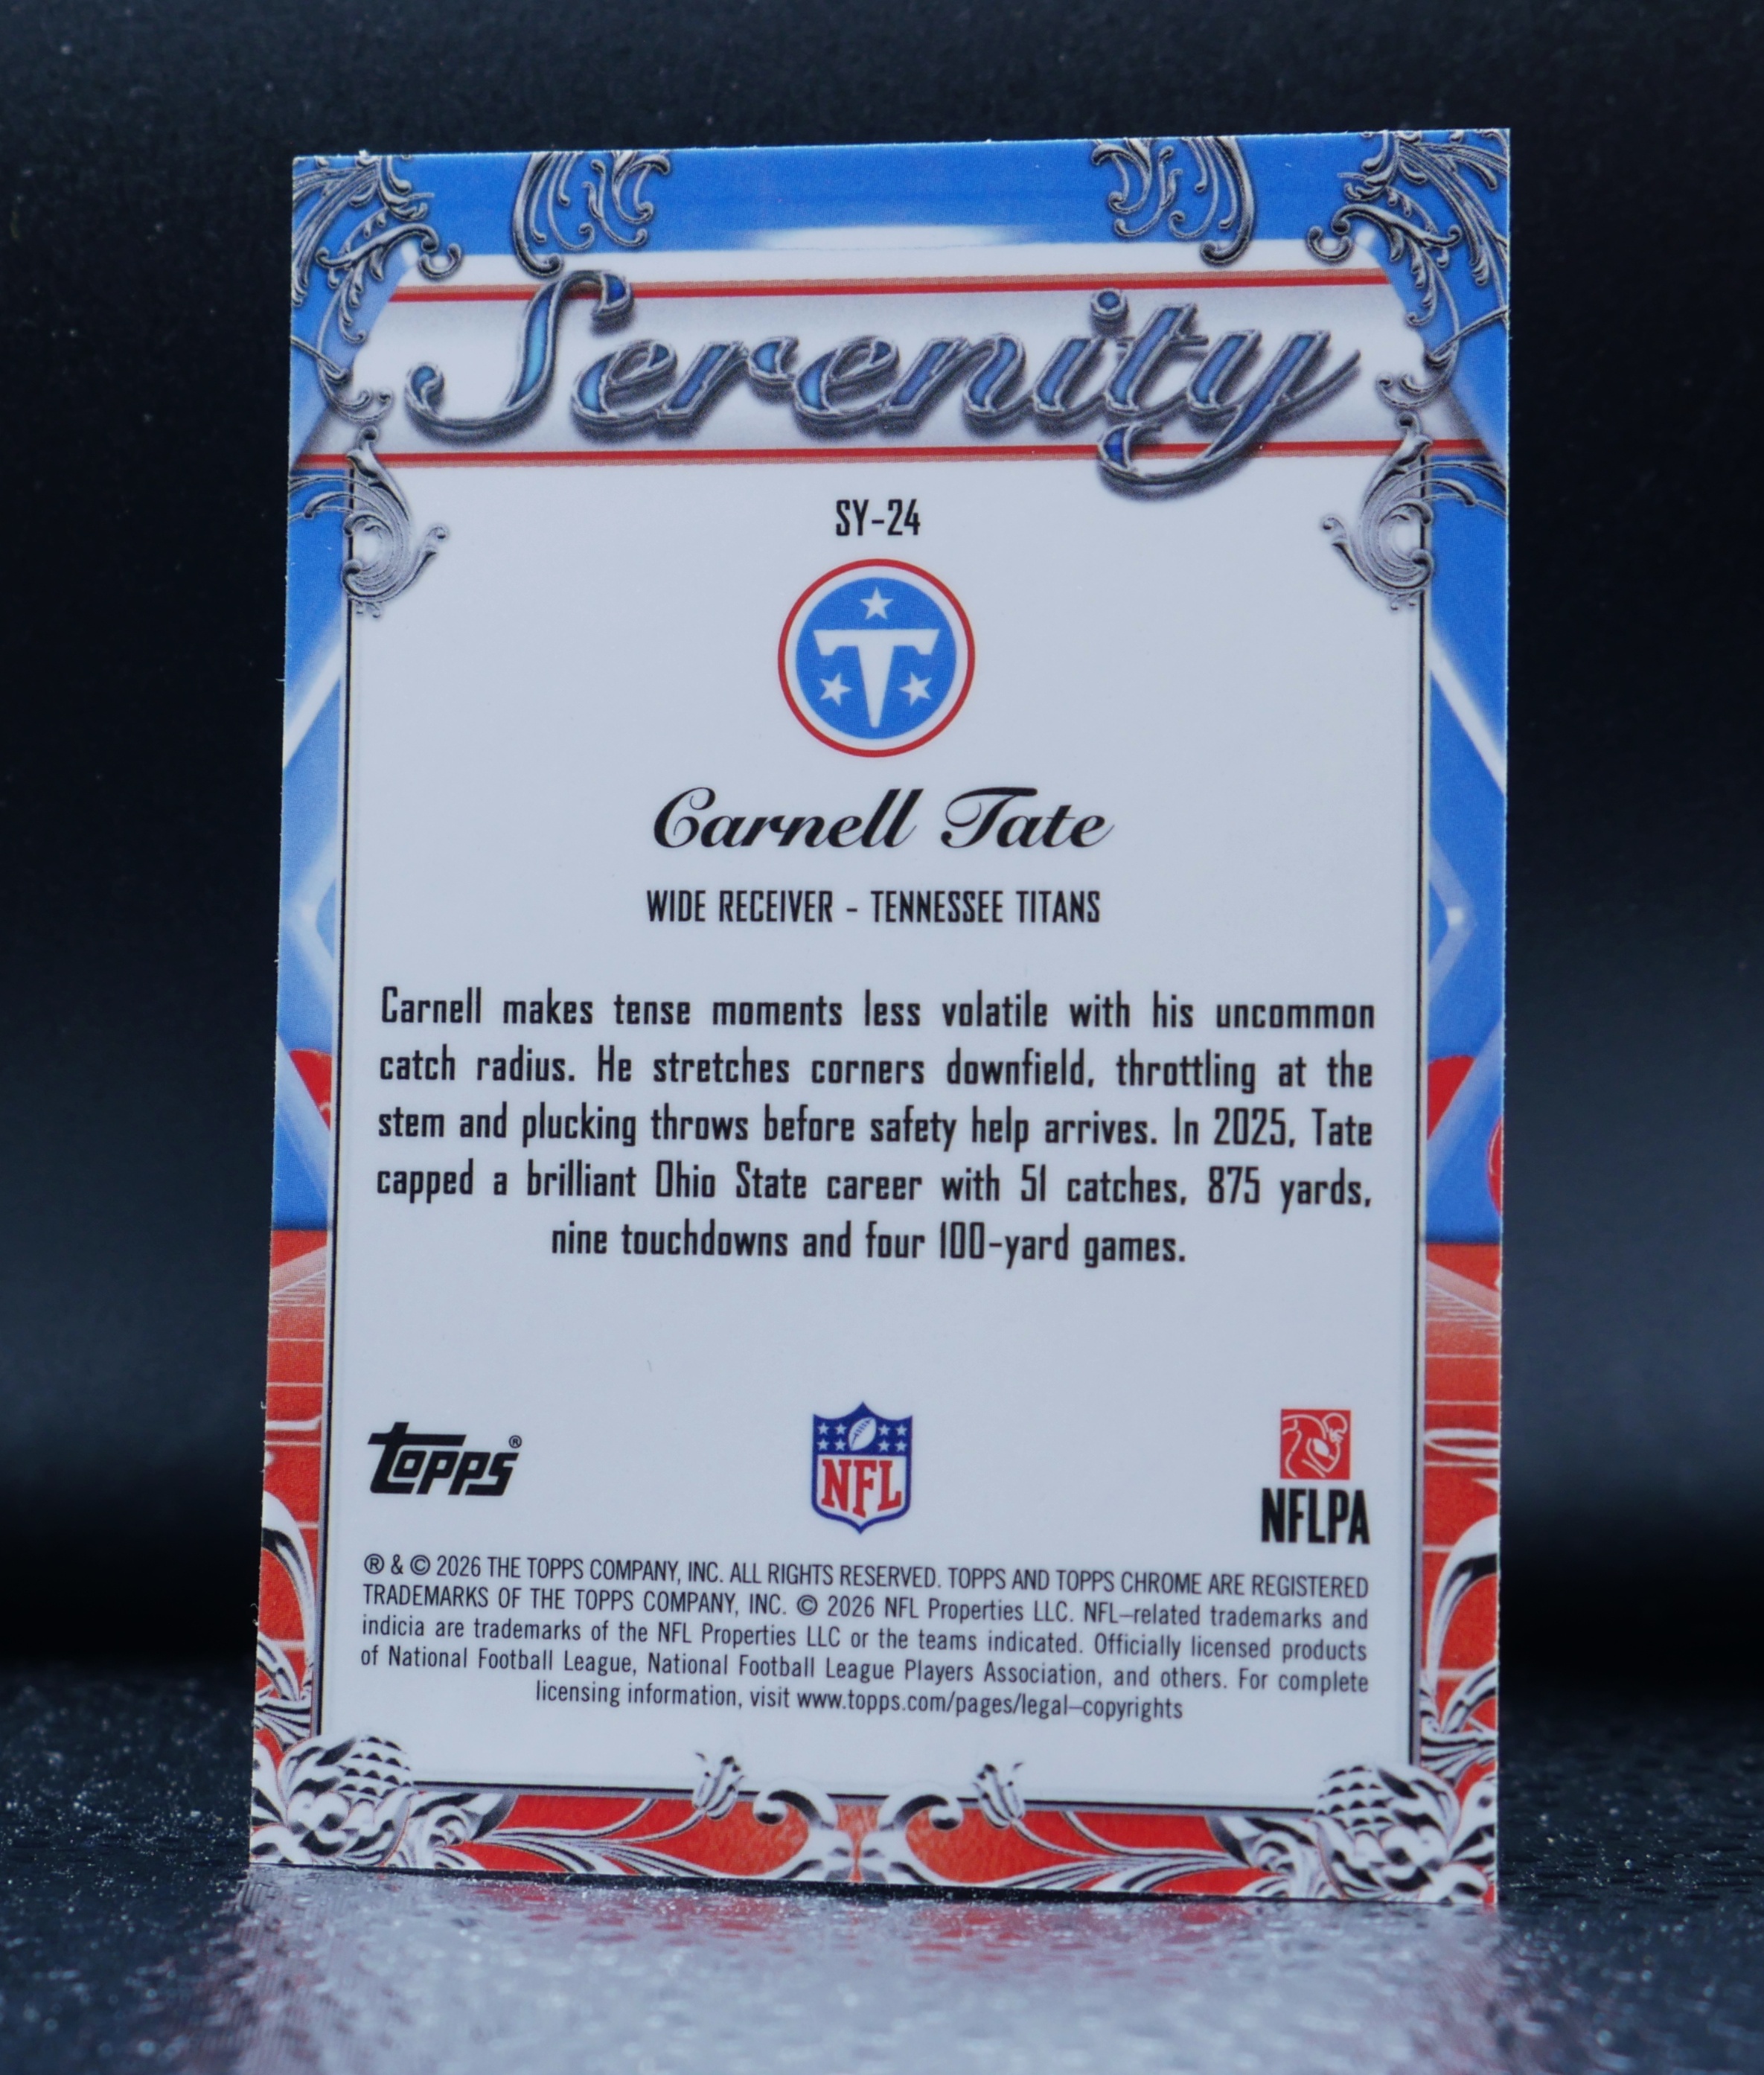 Serenity
SY-24
T
Carnell Tate
WIDE RECEIVER - TENNESSEE TITANS
Carnell makes tense moments less volatile with his uncommon
catch radius. He stretches corners downfield, throttling at the
stem and plucking throws before safety help arrives. In 2025, Tate
capped a brilliant Ohio State career with 51 catches, 875 yards,
nine touchdowns and four 100-yard games.
topps®
NFL
NFLPA
® & © 2026 THE TOPPS COMPANY, INC. ALL RIGHTS RESERVED. TOPPS AND TOPPS CHROME ARE REGISTERED
TRADEMARKS OF THE TOPPS COMPANY, INC. © 2026 NFL Properties LLC. NFL-related trademarks and
indicia are trademarks of the NFL Properties LLC or the teams indicated. Officially licensed products
of National Football League, National Football League Players Association, and others. For complete
licensing information, visit www.topps.com/pages/legal-copyrights